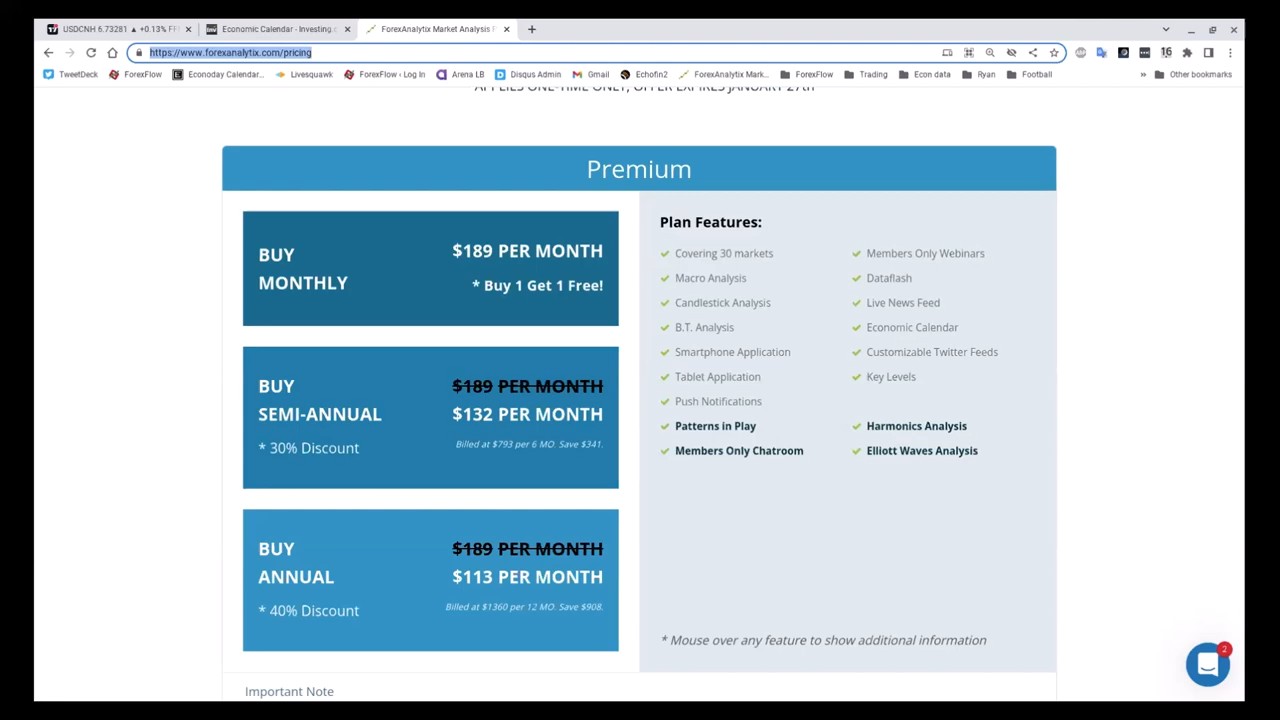 USDCNH 6.73281 ▲ +0.13%
Economic Calendar - Investing.c
ForexAnalytix Market Analysis P
https://www.forexanalytix.com/pricing
16
TweetDeck
ForexFlow
Econoday Calendar...
Livesquawk
ForexFlow ‹ Log In
Arena LB
Disqus Admin
Gmail
Echofin2
ForexAnalytix Mark...
ForexFlow
Trading
Econ data
Ryan
Football
»
Other bookmarks
APPLIES ONE-TIME ONLY, OFFER EXPIRES JANUARY 27th
Premium
BUY
MONTHLY
$189 PER MONTH
* Buy 1 Get 1 Free!
BUY
SEMI-ANNUAL
* 30% Discount
$189 PER MONTH
$132 PER MONTH
Billed at $793 per 6 MO. Save $341.
BUY
ANNUAL
* 40% Discount
$189 PER MONTH
$113 PER MONTH
Billed at $1360 per 12 MO. Save $908.
Plan Features:
Covering 30 markets
Macro Analysis
Candlestick Analysis
B.T. Analysis
Smartphone Application
Tablet Application
Push Notifications
Patterns in Play
Members Only Chatroom
Members Only Webinars
Dataflash
Live News Feed
Economic Calendar
Customizable Twitter Feeds
Key Levels
Harmonics Analysis
Elliott Waves Analysis
* Mouse over any feature to show additional information
2
Important Note